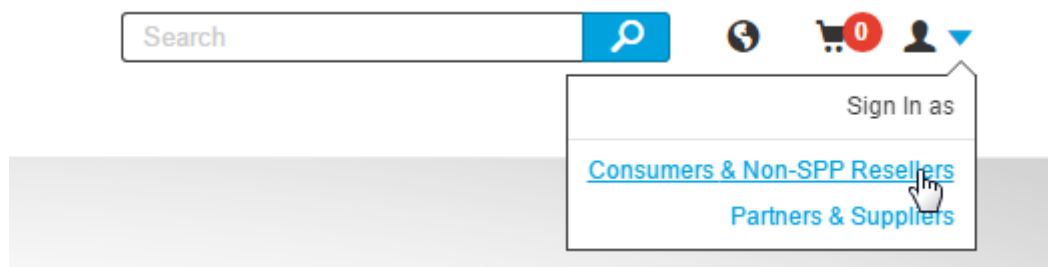 Search
0
Sign In as
Consumers & Non-SPP Resellers
Partners & Suppliers